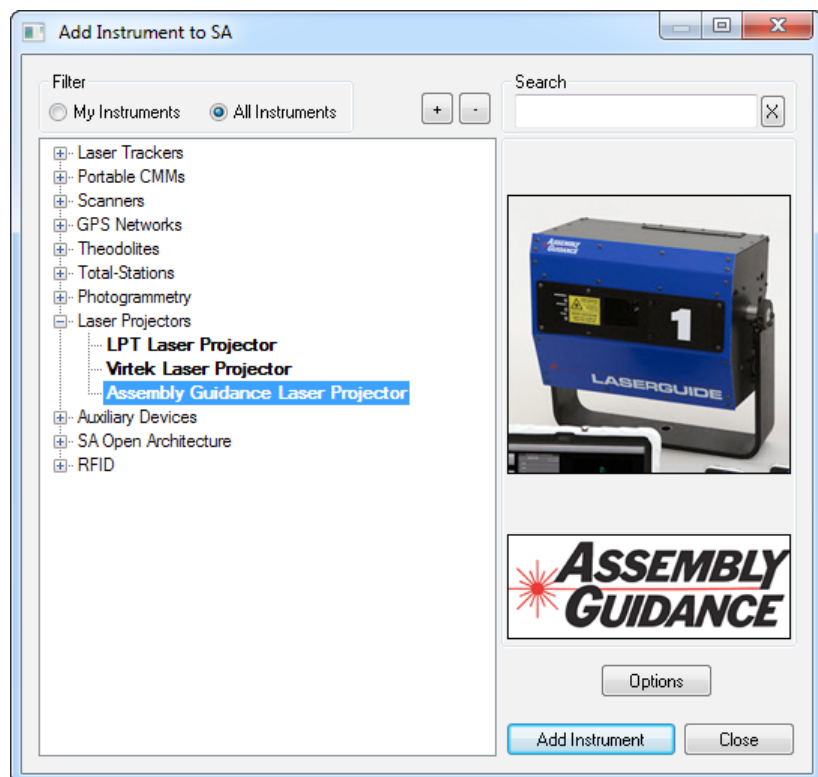 Add Instrument to SA
Filter
My Instruments
All Instruments
+
-
Search
X
Laser Trackers
Portable CMMs
Scanners
GPS Networks
Theodolites
Total-Stations
Photogrammetry
Laser Projectors
LPT Laser Projector
Virtek Laser Projector
Assembly Guidance Laser Projector
Auxiliary Devices
SA Open Architecture
RFID
ASSEMBLY
GUIDANCE
1
LASERGUIDE
ASSEMBLY
GUIDANCE
Options
Add Instrument
Close